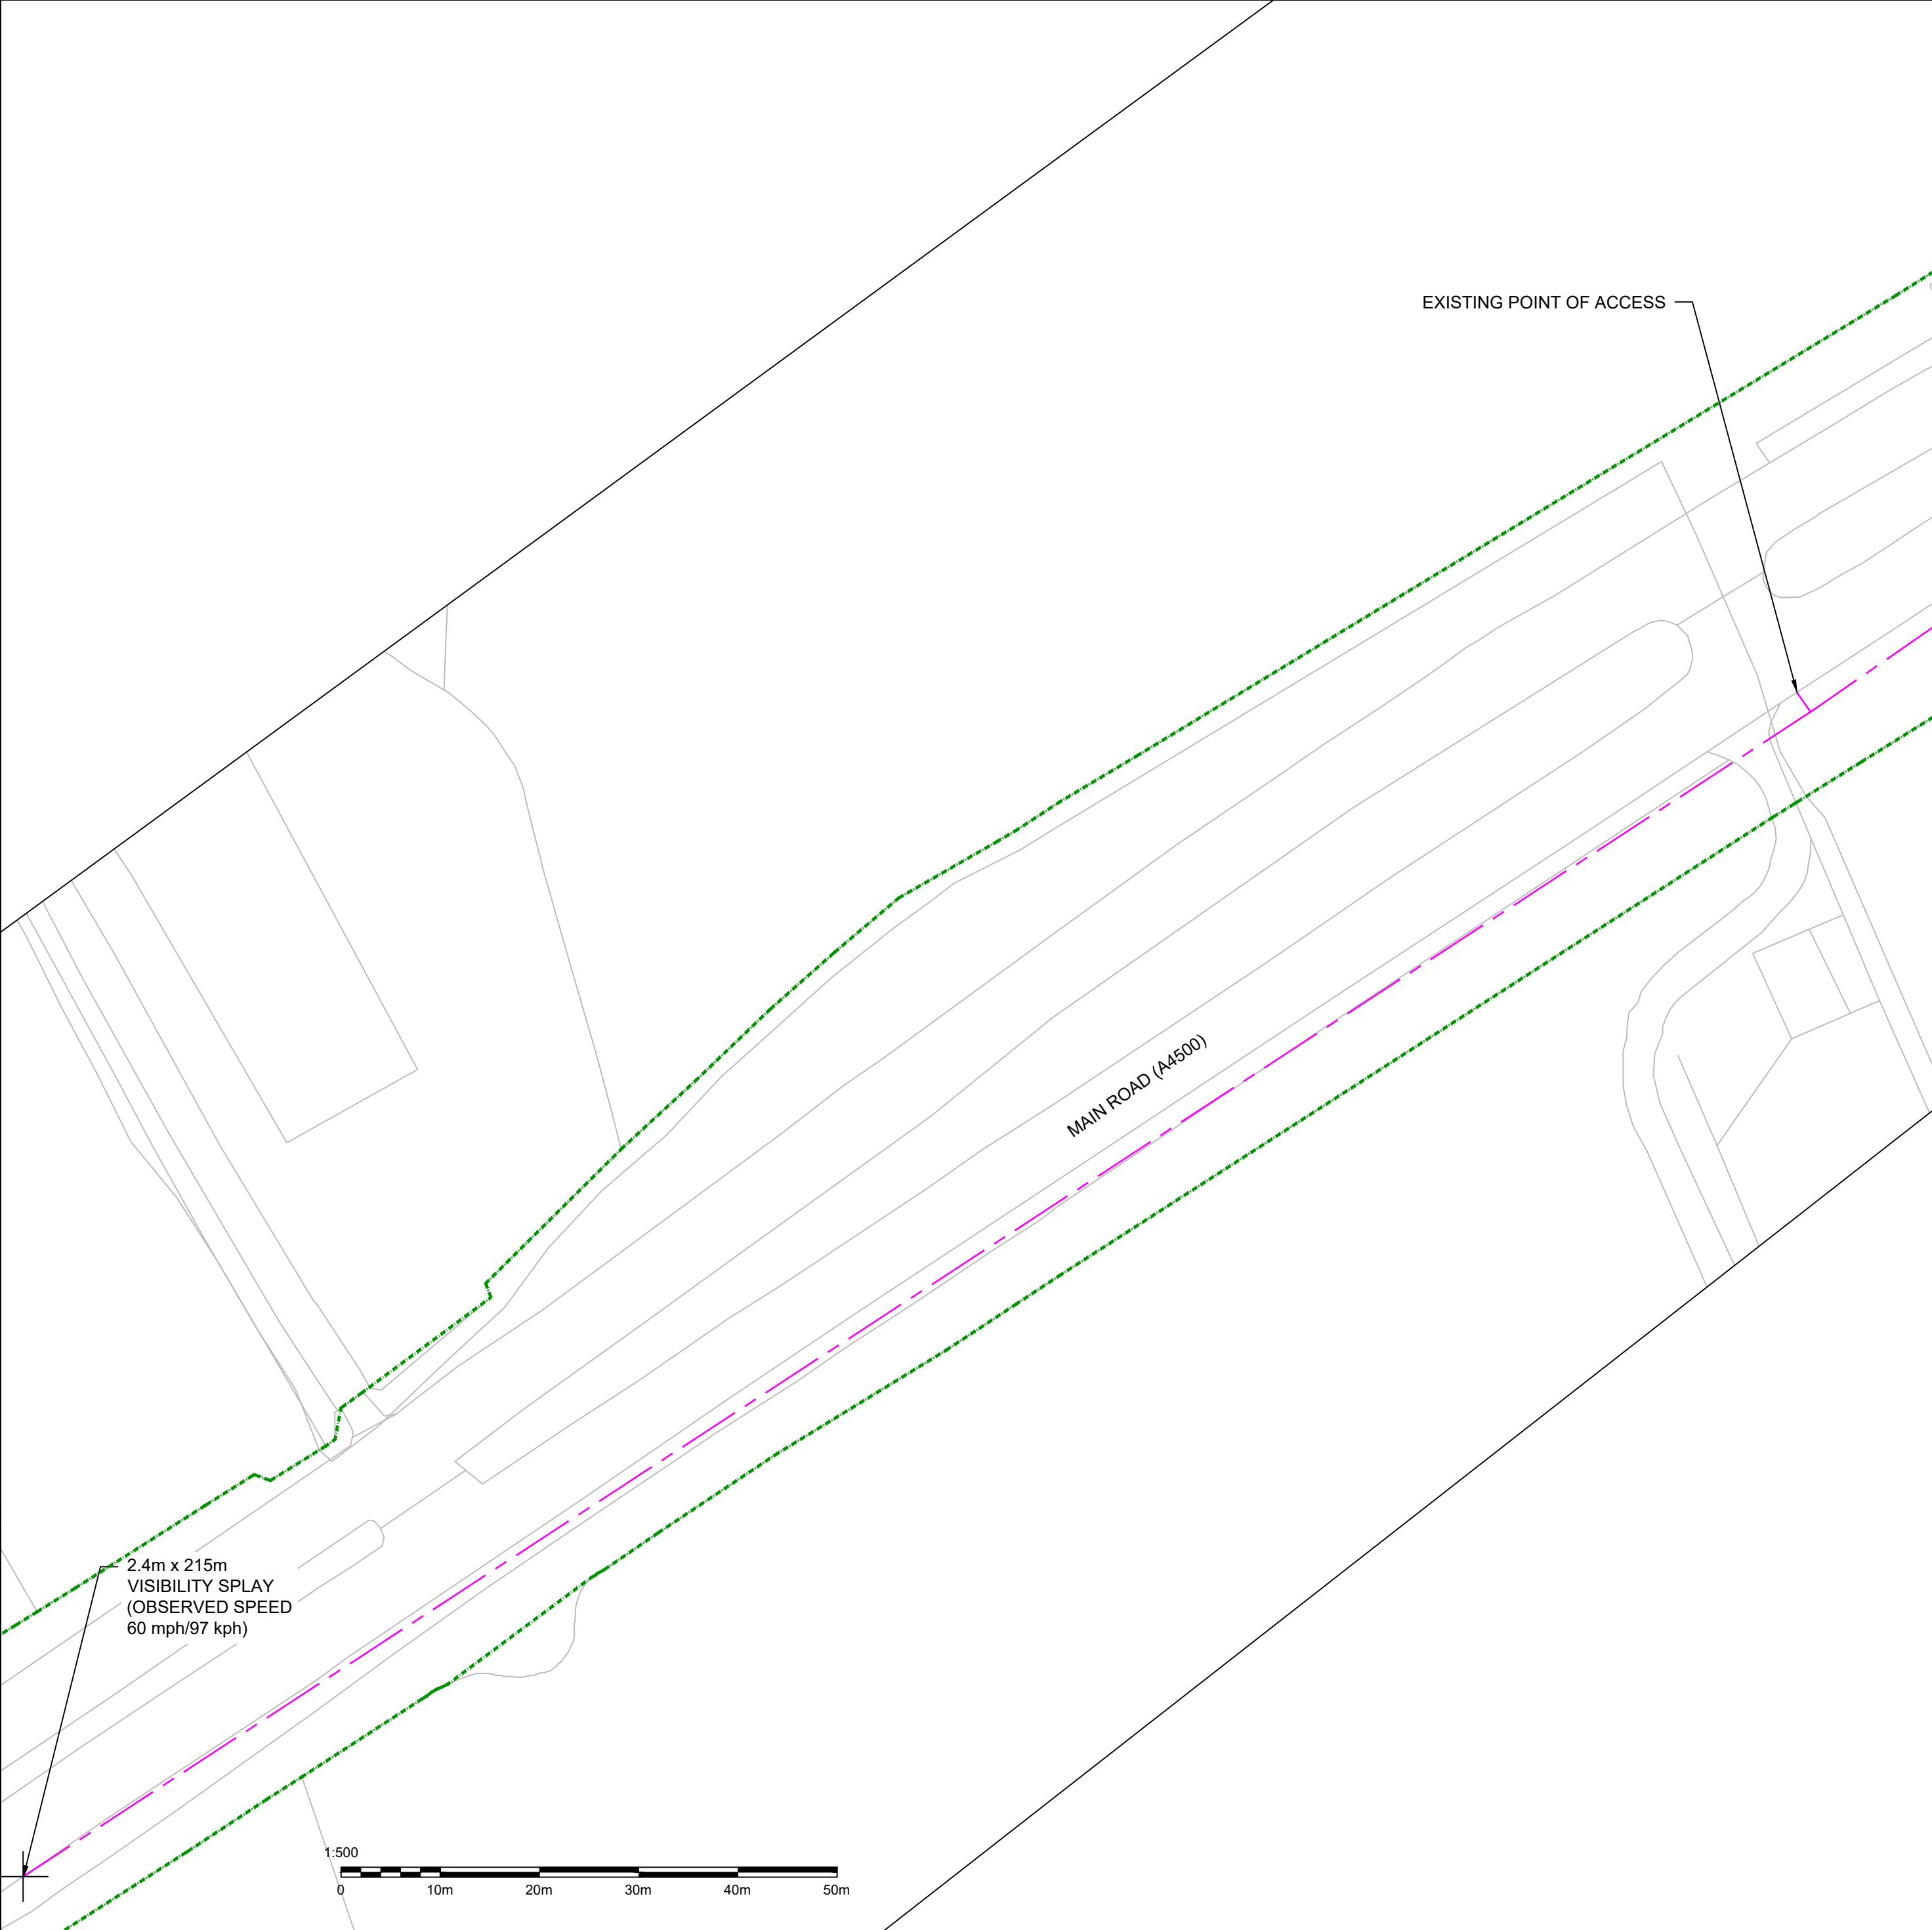 EXISTING POINT OF ACCESS
MAIN ROAD (A4500)
2.4m x 215m
VISIBILITY SPLAY
(OBSERVED SPEED
60 mph/97 kph)
1:500
0 10m 20m 30m 40m 50m